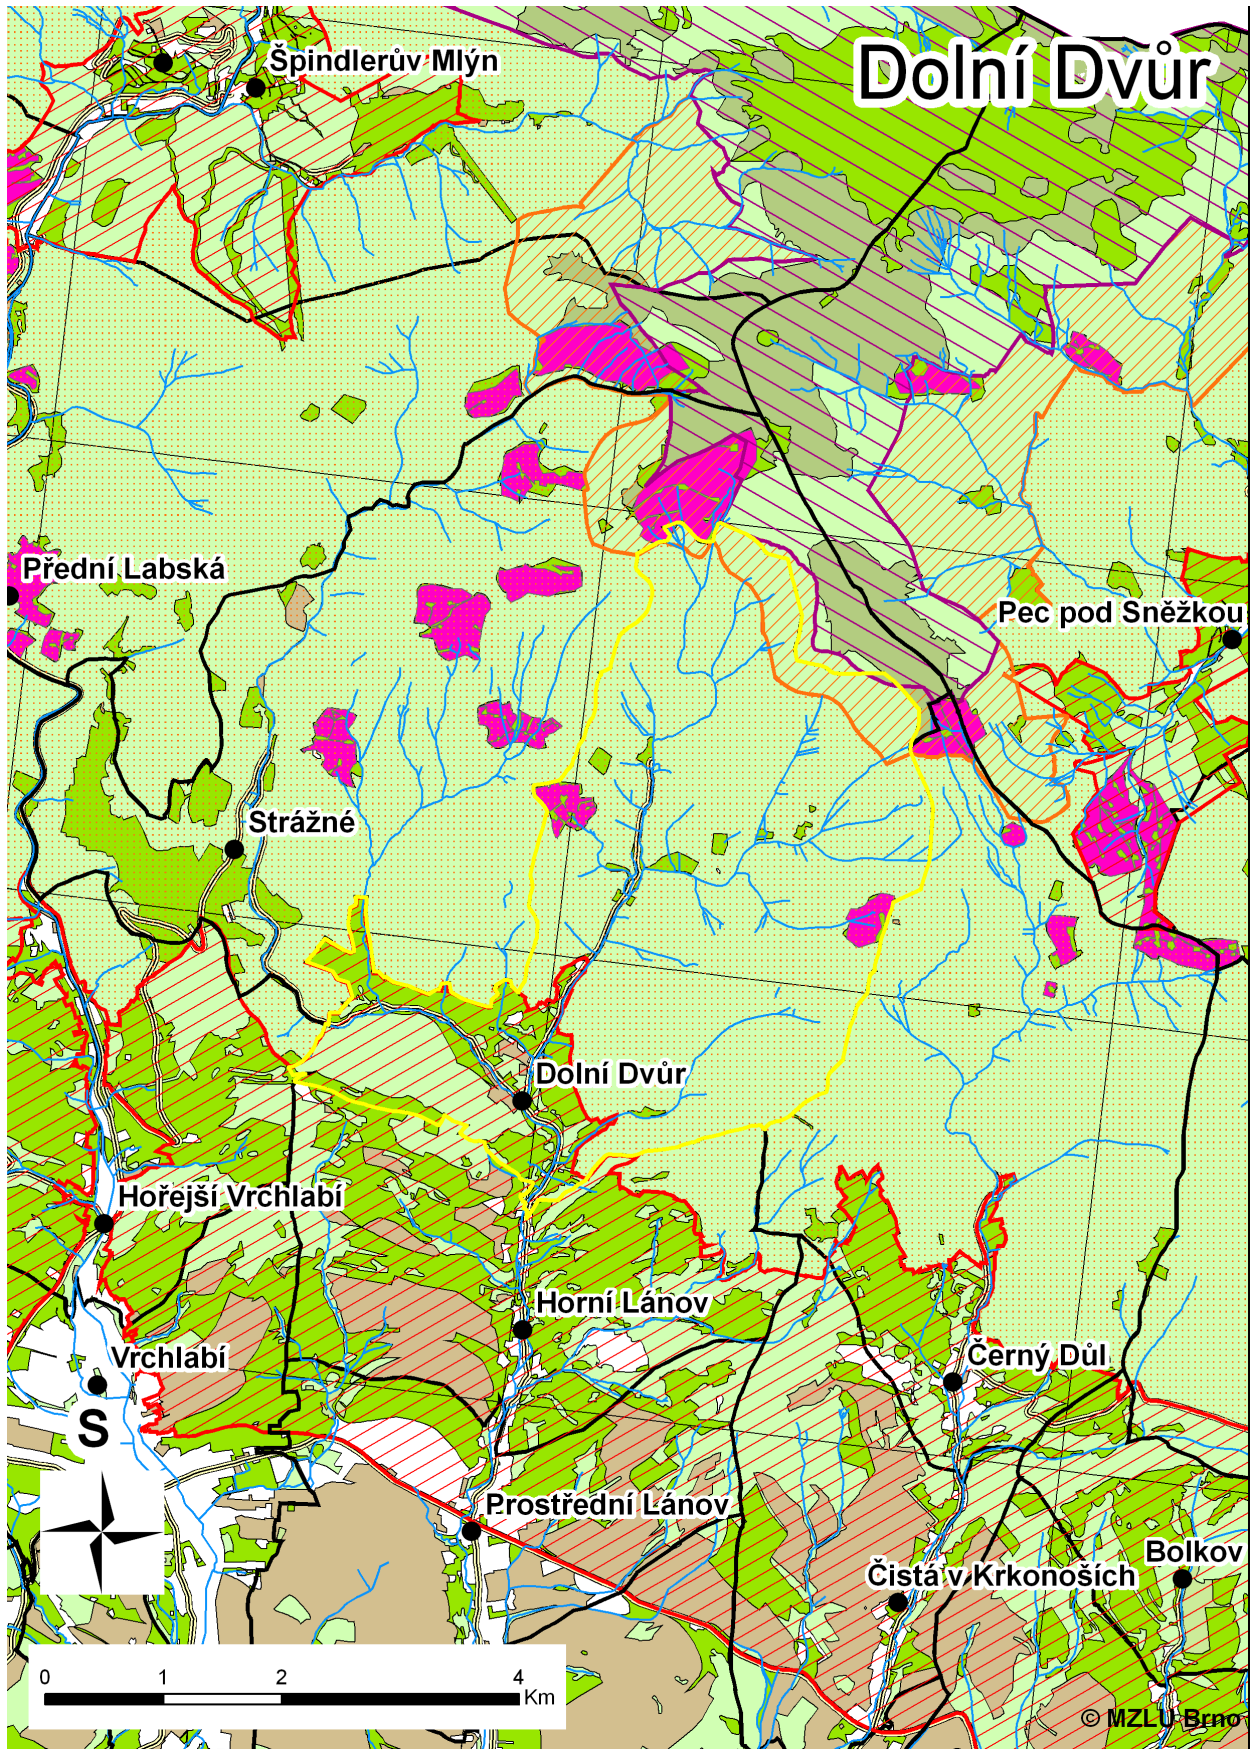 Dolní Dvůr
Špindlerův Mlýn
Přední Labská
Pec pod Sněžkou
Strážné
Dolní Dvůr
Hořejší Vrchlabí
Horní Lánov
Vrchlabí
Černý Důl
S
Prostřední Lánov
Bolkov
Čistá v Krkonoších
0 1 2 4
Km
© MZLU Brno